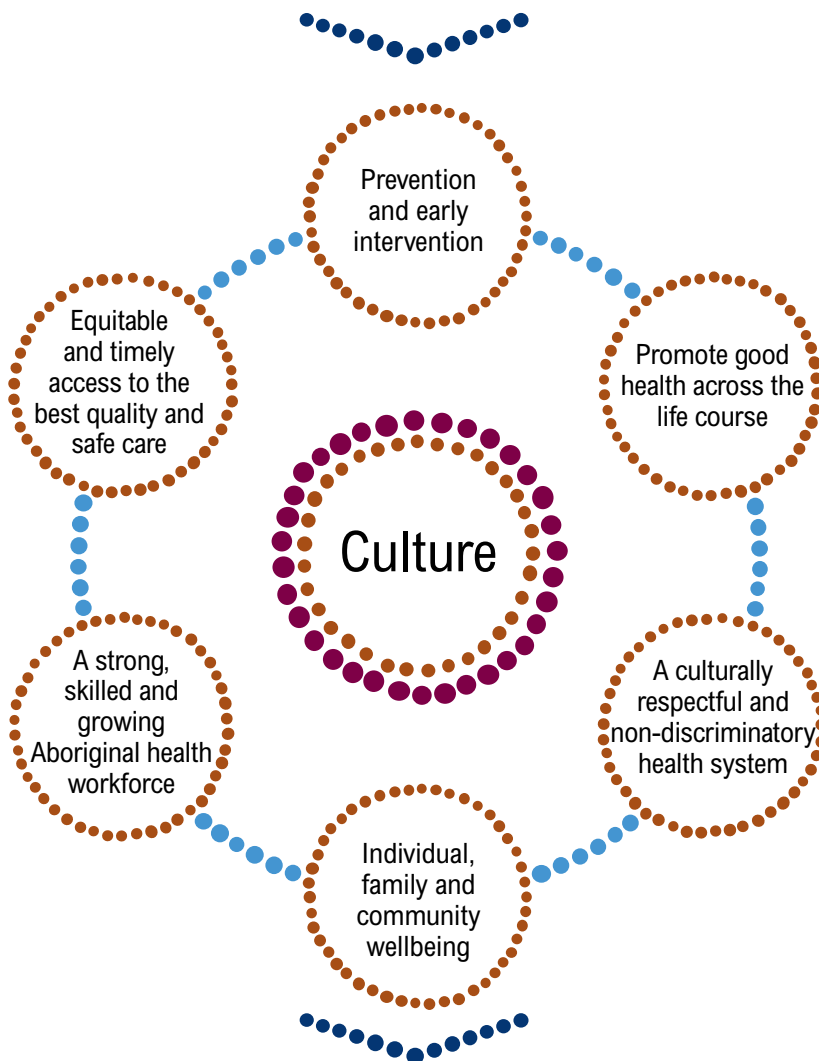 Prevention
and early
intervention
Promote good
health across the
life course
A culturally
respectful and
non-discriminatory
health system
Individual,
family and
community
wellbeing
A strong,
skilled and
growing
Aboriginal health
workforce
Equitable
and timely
access to the
best quality and
safe care
Culture